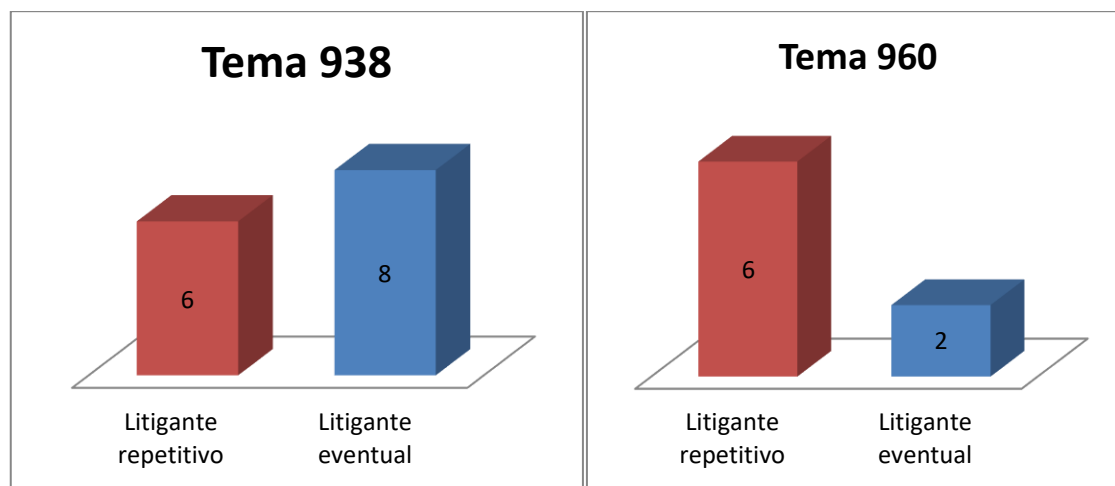 Tema 938
6
8
Litigante
repetitivo
Litigante
eventual
Tema 960
6
2
Litigante
repetitivo
Litigante
eventual